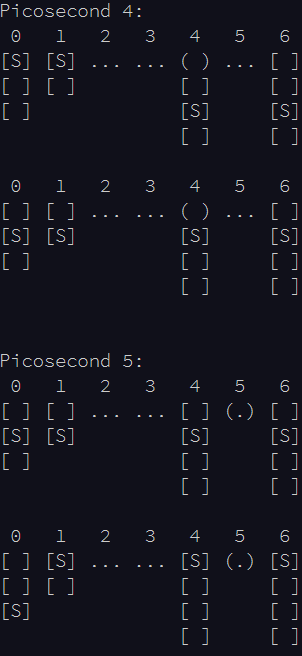 Picosecond 4:
 0   1   2   3   4   5   6
[S] [S] ... ... ( ) ... [ ]
[ ] [ ]         [ ]     [ ]
[ ]             [S]     [S]
                [ ]     [ ]

 0   1   2   3   4   5   6
[ ] [ ] ... ... ( ) ... [ ]
[S] [S]         [S]     [S]
[ ]             [ ]     [ ]
                [ ]     [ ]


Picosecond 5:
 0   1   2   3   4   5   6
[ ] [ ] ... ... [ ] (.) [ ]
[S] [S]         [S]     [S]
[ ]             [ ]     [ ]
                [ ]     [ ]

 0   1   2   3   4   5   6
[ ] [S] ... ... [S] (.) [S]
[ ] [ ]         [ ]     [ ]
[S]             [ ]     [ ]
                [ ]     [ ]